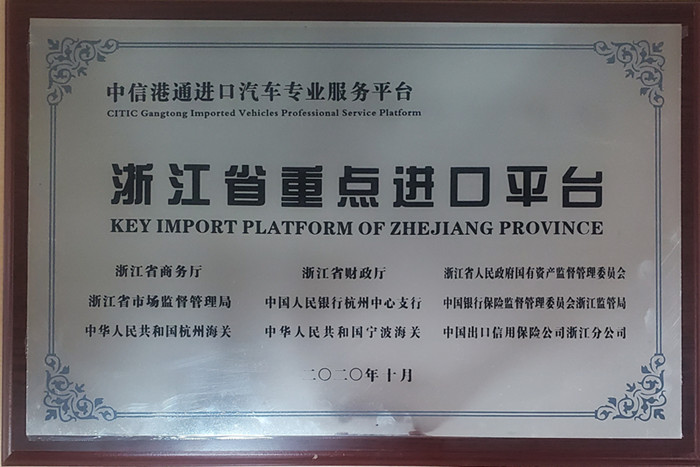 中信港通进口汽车专业服务平台
CITIC Gangtong Imported Vehicles Professional Service Platform
浙江省重点进口平台
KEY IMPORT PLATFORM OF ZHEJIANG PROVINCE
浙江省商务厅 浙江省财政厅 浙江省人民政府国有资产监督管理委员会
浙江省市场监督管理局 中国人民银行杭州中心支行 中国银行保险监督管理委员会浙江监管局
中华人民共和国杭州海关 中华人民共和国宁波海关 中国出口信用保险公司浙江分公司
二〇二〇年十月